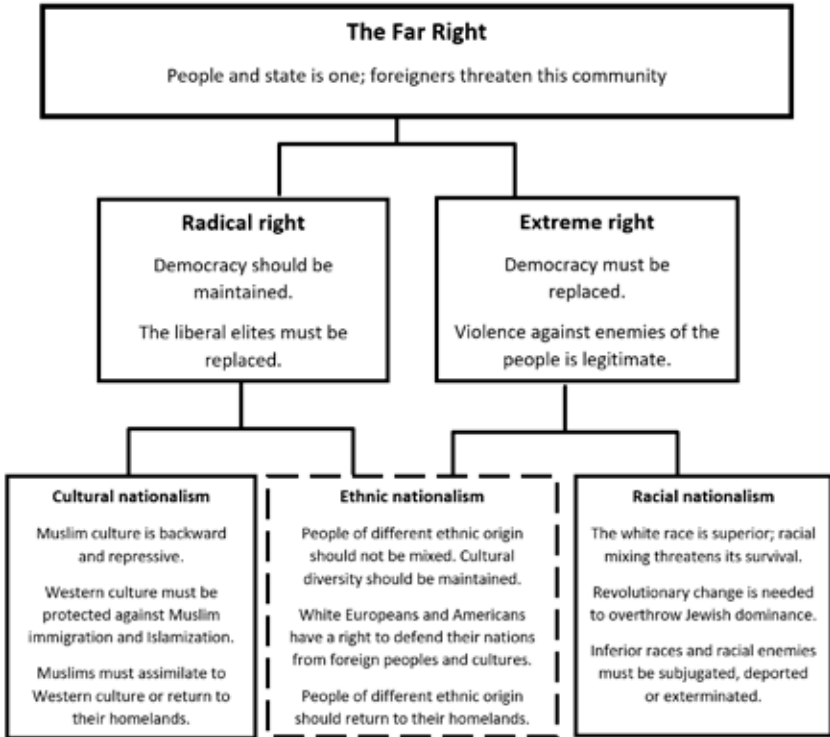 The Far Right
People and state is one; foreigners threaten this community
Radical right
Democracy should be
maintained.
The liberal elites must be
replaced.
Extreme right
Democracy must be
replaced.
Violence against enemies of the
people is legitimate.
Cultural nationalism
Muslim culture is backward
and repressive.
Western culture must be
protected against Muslim
immigration and Islamization.
Muslims must assimilate to
Western culture or return to
their homelands.
Ethnic nationalism
People of different ethnic origin
should not be mixed. Cultural
diversity should be maintained.
White Europeans and Americans
have a right to defend their nations
from foreign peoples and cultures.
People of different ethnic origin
should return to their homelands.
Racial nationalism
The white race is superior; racial
mixing threatens its survival.
Revolutionary change is needed
to overthrow Jewish dominance.
Inferior races and racial enemies
must be subjugated, deported
or exterminated.